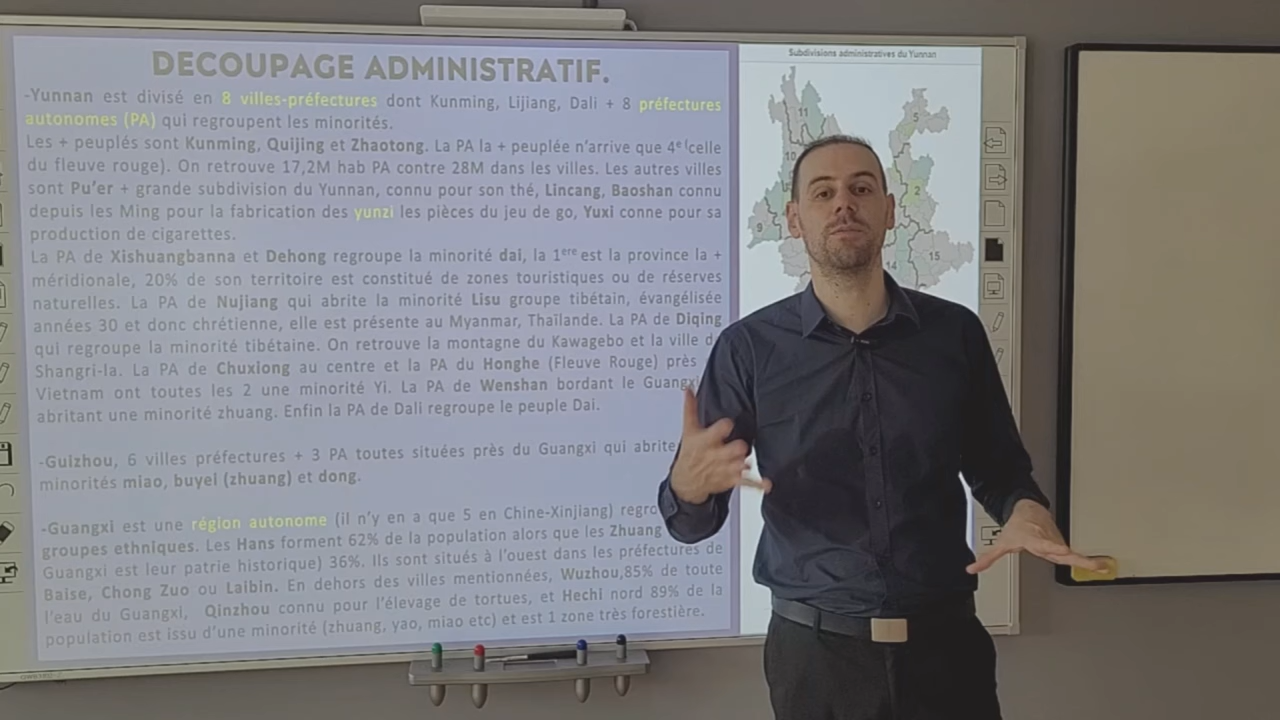 DECOUPAGE ADMINISTRATIF.
-Yunnan est divisé en 8 villes-préfectures dont Kunming, Lijiang, Dali + 8 préfectures
autonomes (PA) qui regroupent les minorités.
Les + peuplés sont Kunming, Quijing et Zhaotong. La PA la + peuplée n'arrive que 4e (celle
du fleuve rouge). On retrouve 17,2M hab PA contre 28M dans les villes. Les autres villes
sont Pu'er + grande subdivision du Yunnan, connu pour son thé, Lincang, Baoshan connu
depuis les Ming pour la fabrication des yunzi les pièces du jeu de go, Yuxi conne pour sa
production de cigarettes.
La PA de Xishuangbanna et Dehong regroupe la minorité dai, la 1ere est la province la +
méridionale, 20% de son territoire est constitué de zones touristiques ou de réserves
naturelles. La PA de Nujiang qui abrite la minorité Lisu groupe tibétain, évangélisée
années 30 et donc chrétienne, elle est présente au Myanmar, Thaïlande. La PA de Diqing
qui regroupe la minorité tibétaine. On retrouve la montagne du Kawagebo et la ville d
Shangri-la. La PA de Chuxiong au centre et la PA du Honghe (Fleuve Rouge) près
Vietnam ont toutes les 2 une minorité Yi. La PA de Wenshan bordant le Guangxi
abritant une minorité zhuang. Enfin la PA de Dali regroupe le peuple Dai.
-Guizhou, 6 villes préfectures + 3 PA toutes situées près du Guangxi qui abrite
minorités miao, buyel (zhuang) et dong.
-Guangxi est une région autonome (il n'y en a que 5 en Chine-Xinjiang) regro
groupes ethniques. Les Hans forment 62% de la population alors que les Zhuang
Guangxi est leur patrie historique) 36%. Ils sont situés à l'ouest dans les préfectures de
Baise, Chong Zuo ou Laibin. En dehors des villes mentionnées, Wuzhou,85% de toute
l'eau du Guangxi, Qinzhou connu pour l'élevage de tortues, et Hechi nord 89% de la
population est issu d'une minorité (zhuang, yao, miao etc) et est 1 zone très forestière.
Subdivisions administratives du Yunnan
11
5
10
2
9
15
14